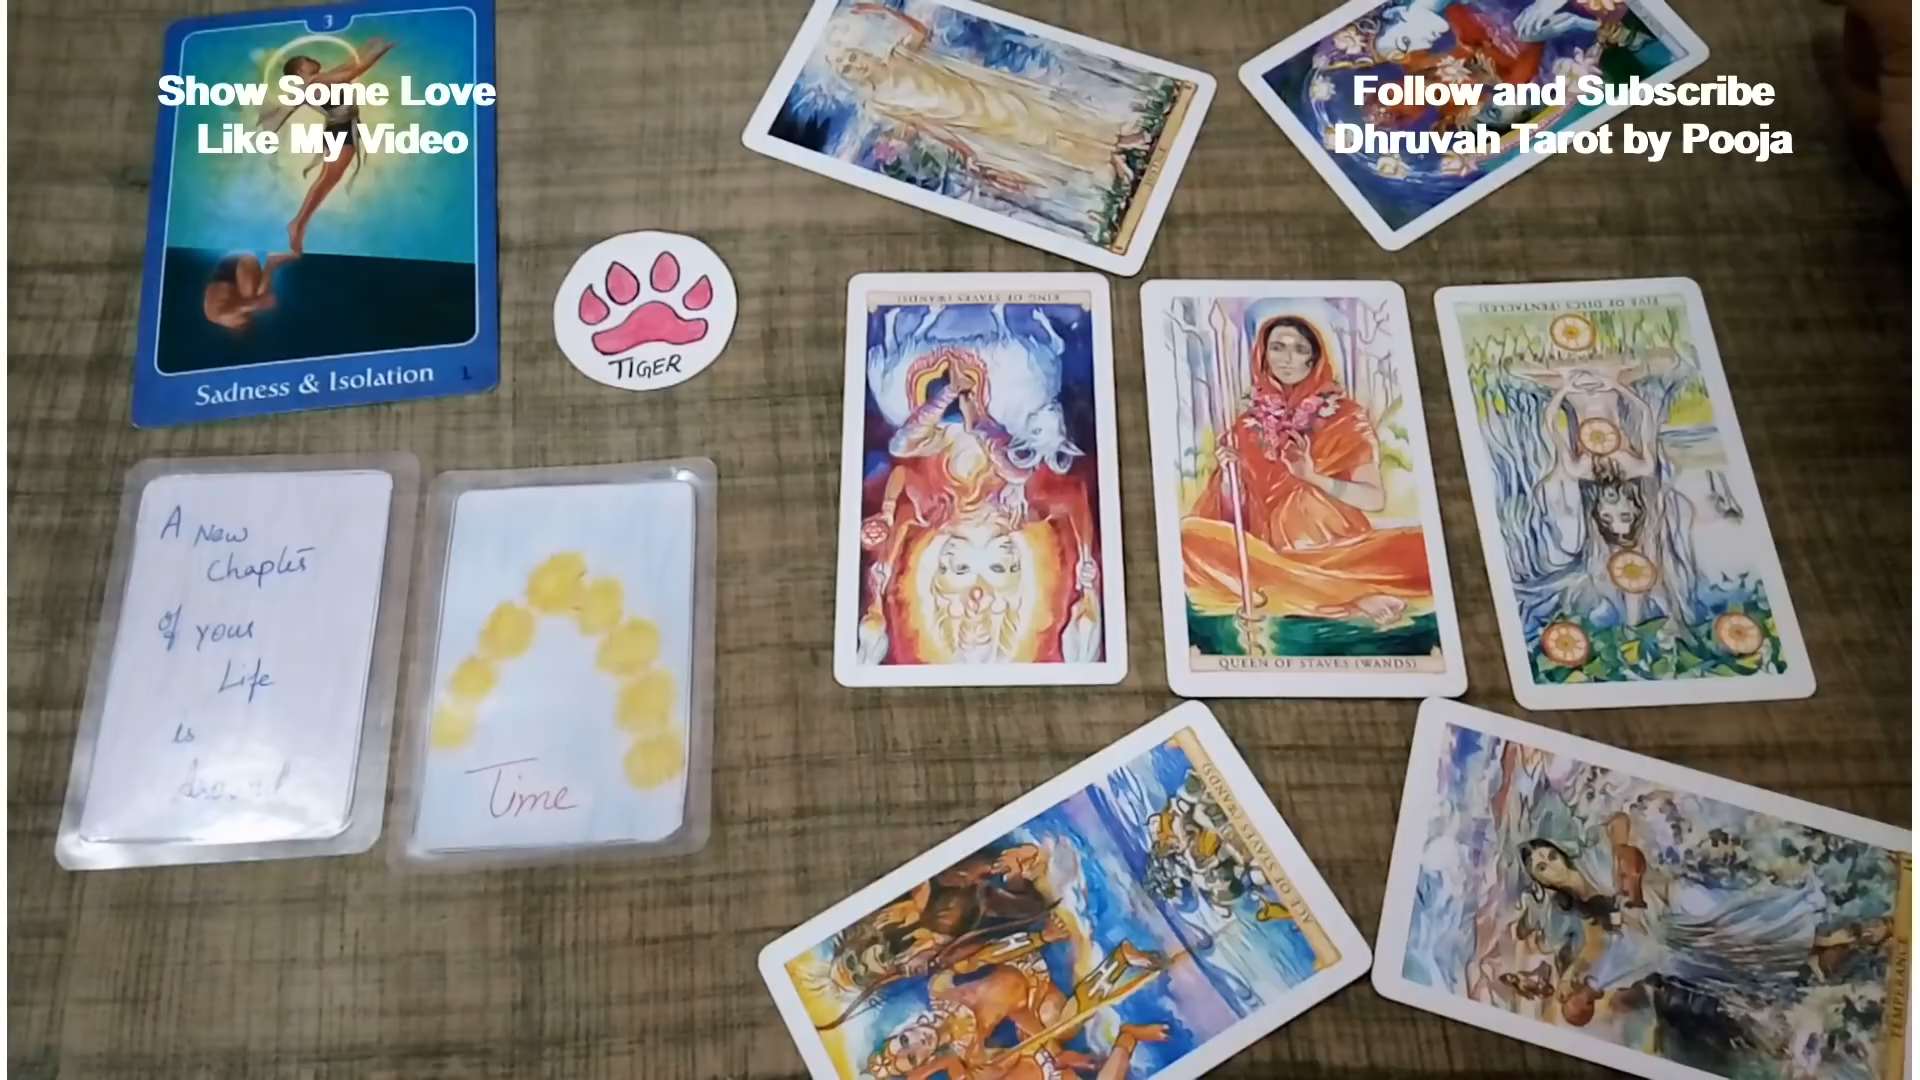 3
Show Some Love
Like My Video
Follow and Subscribe
Dhruvah Tarot by Pooja
TIGER
Sadness & Isolation 1
KING OF STAVES (WANDS)
QUEEN OF STAVES (WANDS)
FIVE OF DISCS (PENTACLES)
A New
Chapter
of your
Life
is
Time
ACE OF STAVES (WANDS)
TEMPERANCE